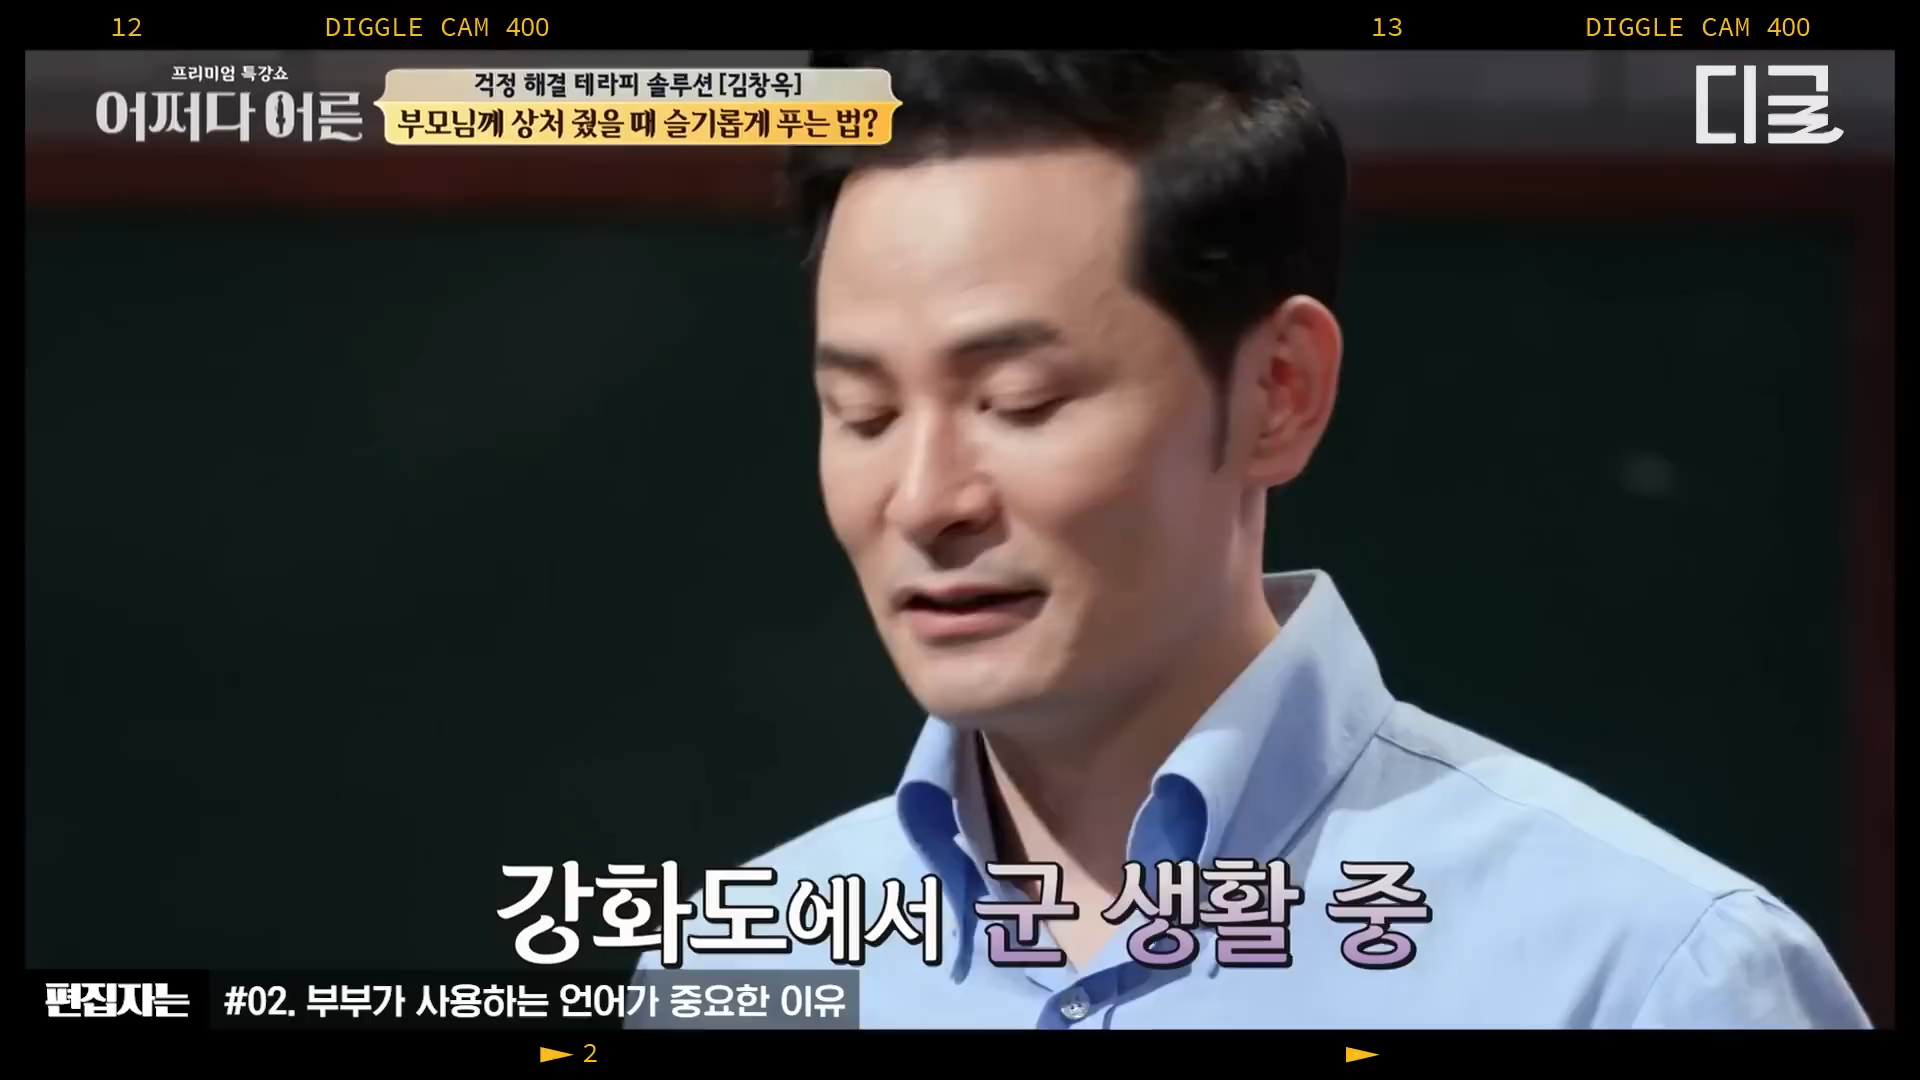 12
DIGGLE CAM 400
13
DIGGLE CAM 400
프리미엄 특강쇼
어쩌다 어른
걱정 해결 테라피 솔루션[김창옥]
부모님께 상처 줬을 때 슬기롭게 푸는 법?
디글
강화도에서 군 생활 중
편집자는
#02. 부부가 사용하는 언어가 중요한 이유
2